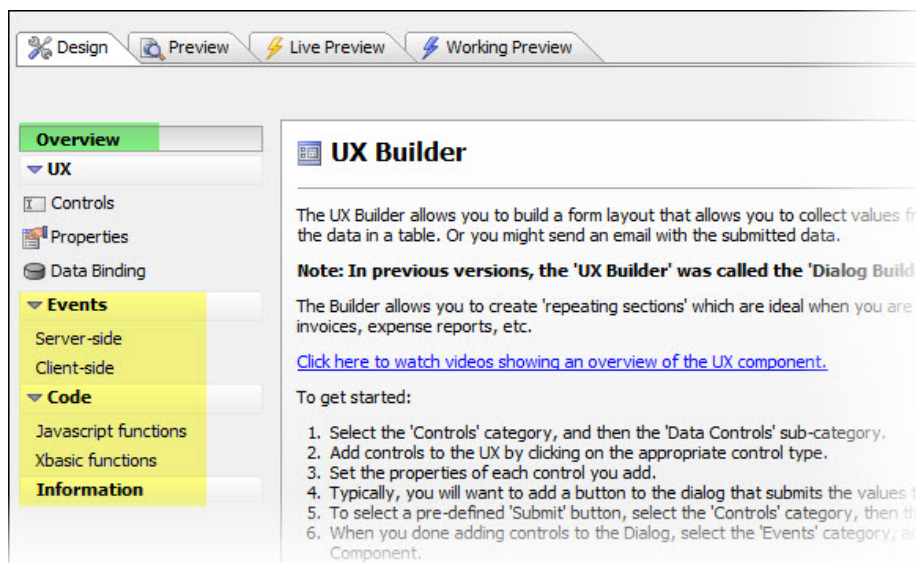 Design Preview Live Preview Working Preview
Overview
UX
Controls
Properties
Data Binding
Events
Server-side
Client-side
Code
Javascript functions
Xbasic functions
Information
UX Builder
The UX Builder allows you to build a form layout that allows you to collect values
the data in a table. Or you might send an email with the submitted data.
Note: In previous versions, the 'UX Builder' was called the 'Dialog
The Builder allows you to create 'repeating sections' which are ideal when you are
invoices, expense reports, etc.
Click here to watch videos showing an overview of the UX component.
To get started:
1. Select the 'Controls' category, and then the 'Data Controls' sub-category.
2. Add controls to the UX by clicking on the appropriate control type.
3. Set the properties of each control you add.
4. Typically, you will want to add a button to the dialog that submits the values
5. To select a pre-defined 'Submit' button, select the 'Controls' category, then
6. When you done adding controls to the Dialog, select the 'Events' category,
Component.